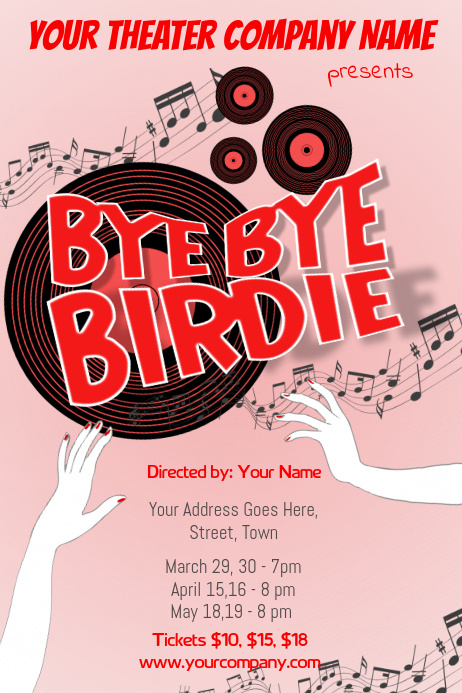 YOUR THEATER COMPANY NAME
presents
BYE BYE
BIRDIE
Directed by: Your Name
Your Address Goes Here,
Street, Town
March 29, 30 - 7pm
April 15,16 - 8 pm
May 18,19 - 8 pm
Tickets $10, $15, $18
www.yourcompany.com